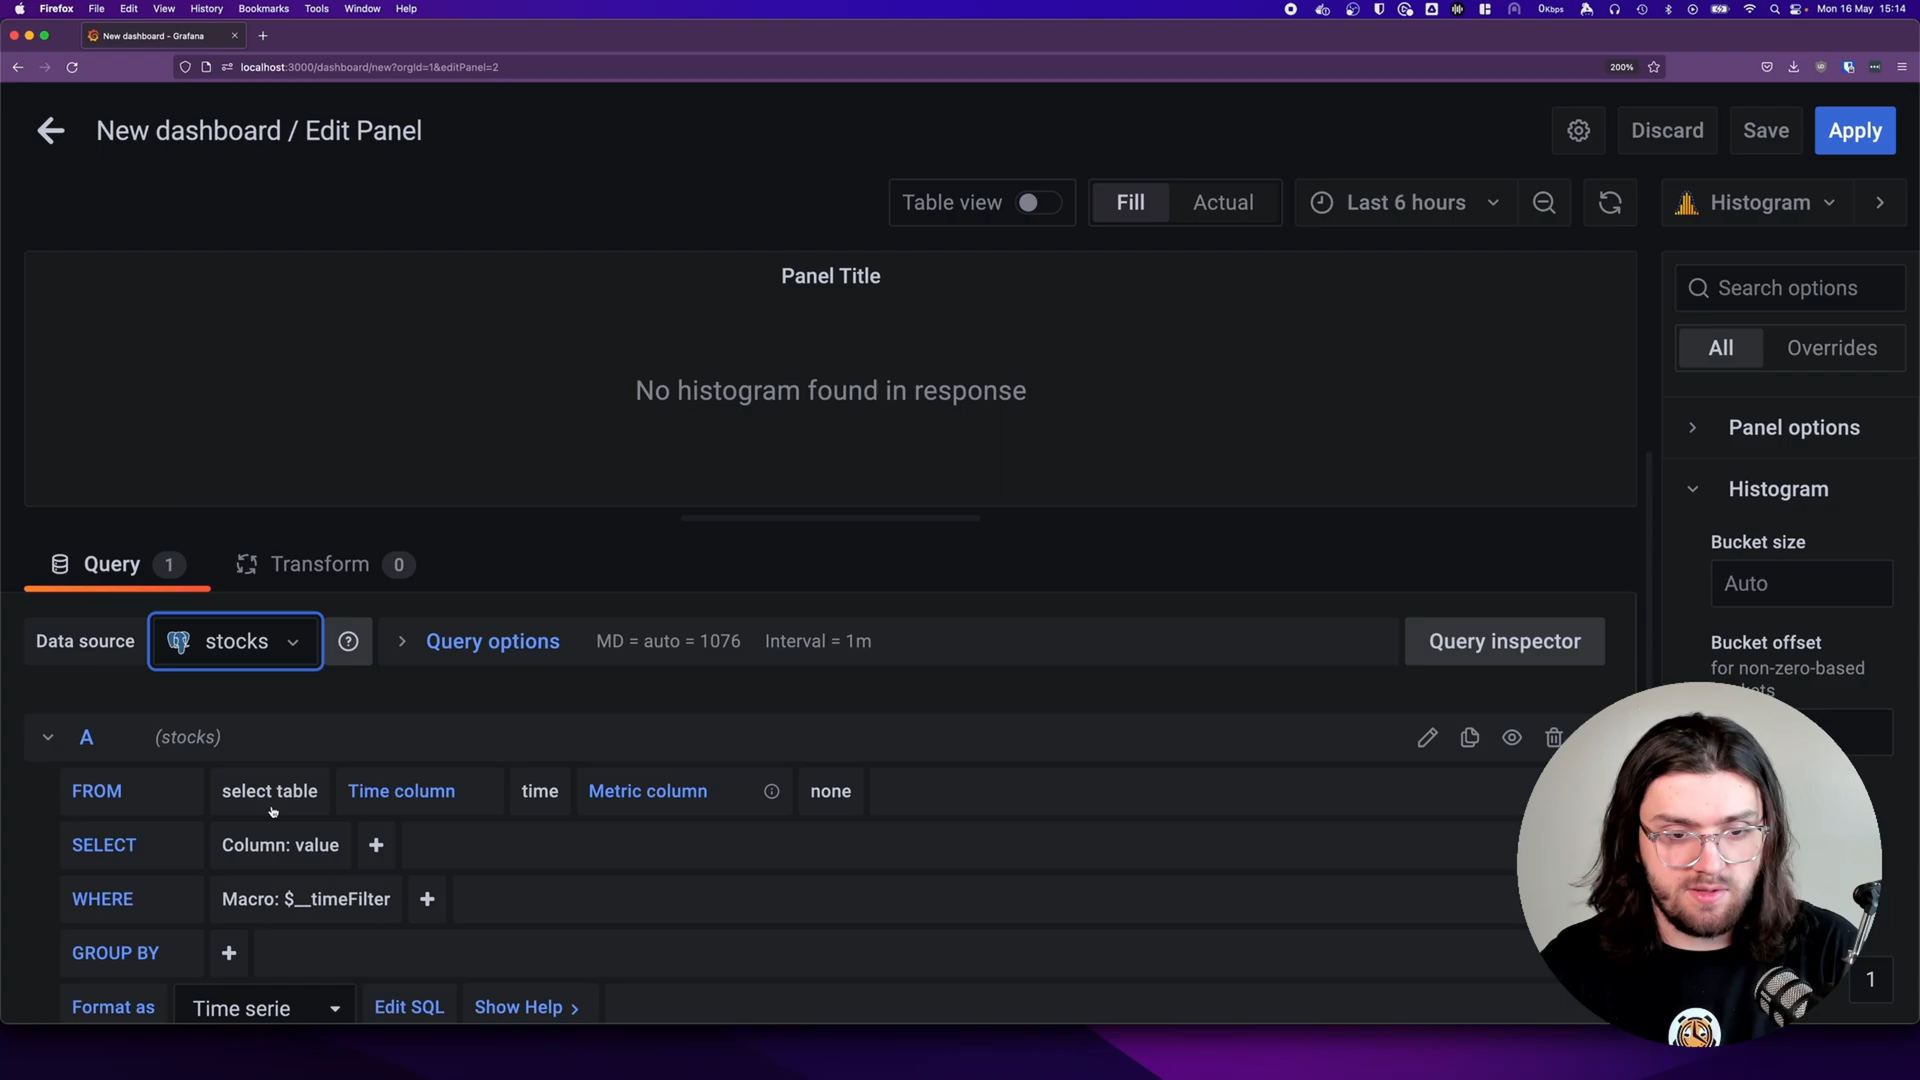 Firefox File Edit View History Bookmarks Tools Window Help
0Kbps Mon 16 May 15:14
New dashboard - Grafana
localhost:3000/dashboard/new?orgId=1&editPanel=2
200%
New dashboard / Edit Panel
Discard Save Apply
Table view Fill Actual Last 6 hours Histogram
Panel Title
Search options
All Overrides
No histogram found in response
Panel options
Histogram
Bucket size
Auto
Query 1 Transform 0
Data source stocks Query options MD = auto = 1076 Interval = 1m Query inspector
Bucket offset
for non-zero-based
A (stocks)
FROM select table Time column time Metric column none
SELECT Column: value +
WHERE Macro: $__timeFilter +
GROUP BY +
1
Format as Time serie Edit SQL Show Help >